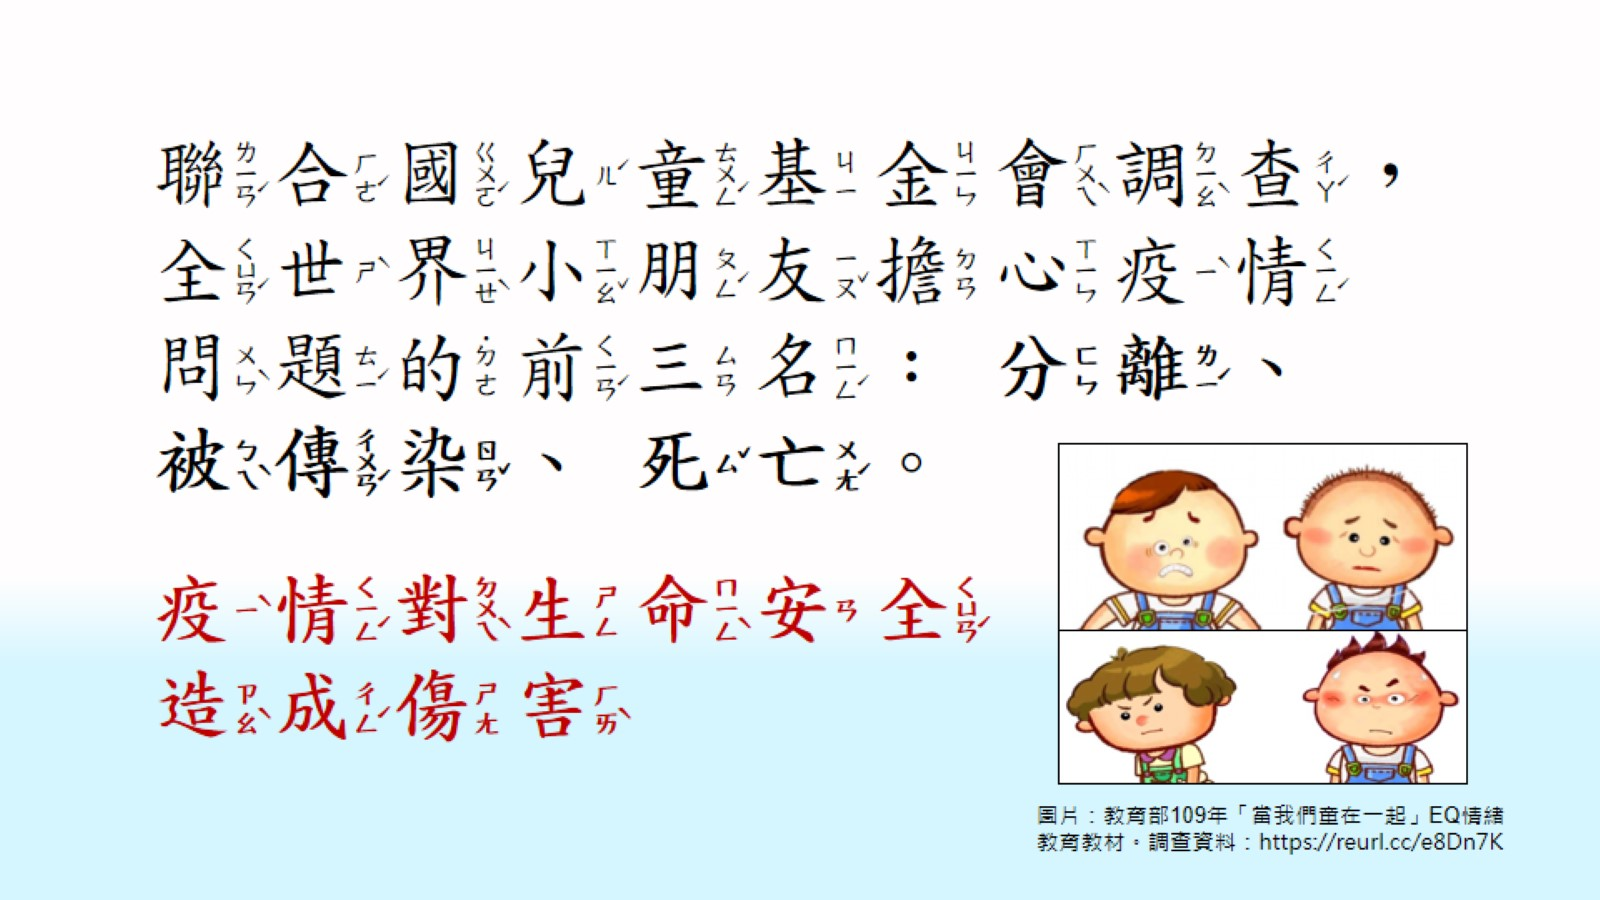 聯合國兒童基金會調查，
全世界小朋友擔心疫情
問題的前三名：分離、
被傳染、死亡。
疫情對生命安全
造成傷害
圖片：教育部109年「當我們童在一起」EQ情緒
教育教材。調查資料：https://reurl.cc/e8Dn7K